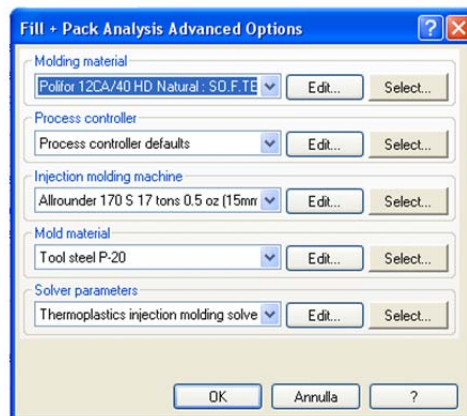 Fill + Pack Analysis Advanced Options
Molding material
Polifor 12CA/40 HD Natural : SO.F.TE
Edit... Select...
Process controller
Process controller defaults
Edit... Select...
Injection molding machine
Allrounder 170 S 17 tons 0.5 oz (15mm
Edit... Select...
Mold material
Tool steel P-20
Edit... Select...
Solver parameters
Thermoplastics injection molding solve
Edit... Select...
OK Annulla ?